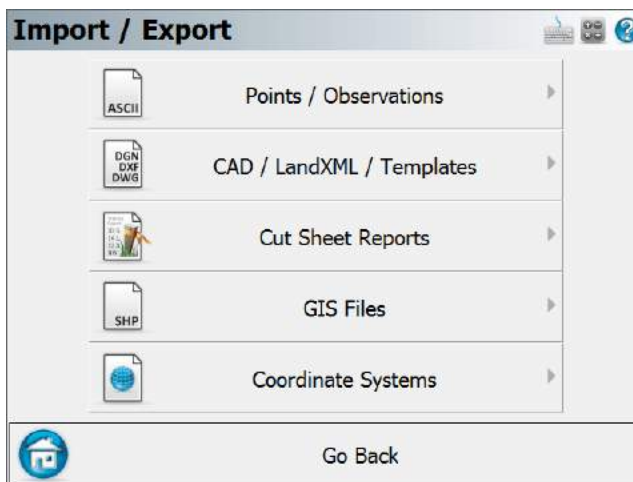 Import / Export
Points / Observations
ASCII
CAD / LandXML / Templates
DGN
DXF
DWG
Cut Sheet Reports
GIS Files
SHP
Coordinate Systems
Go Back